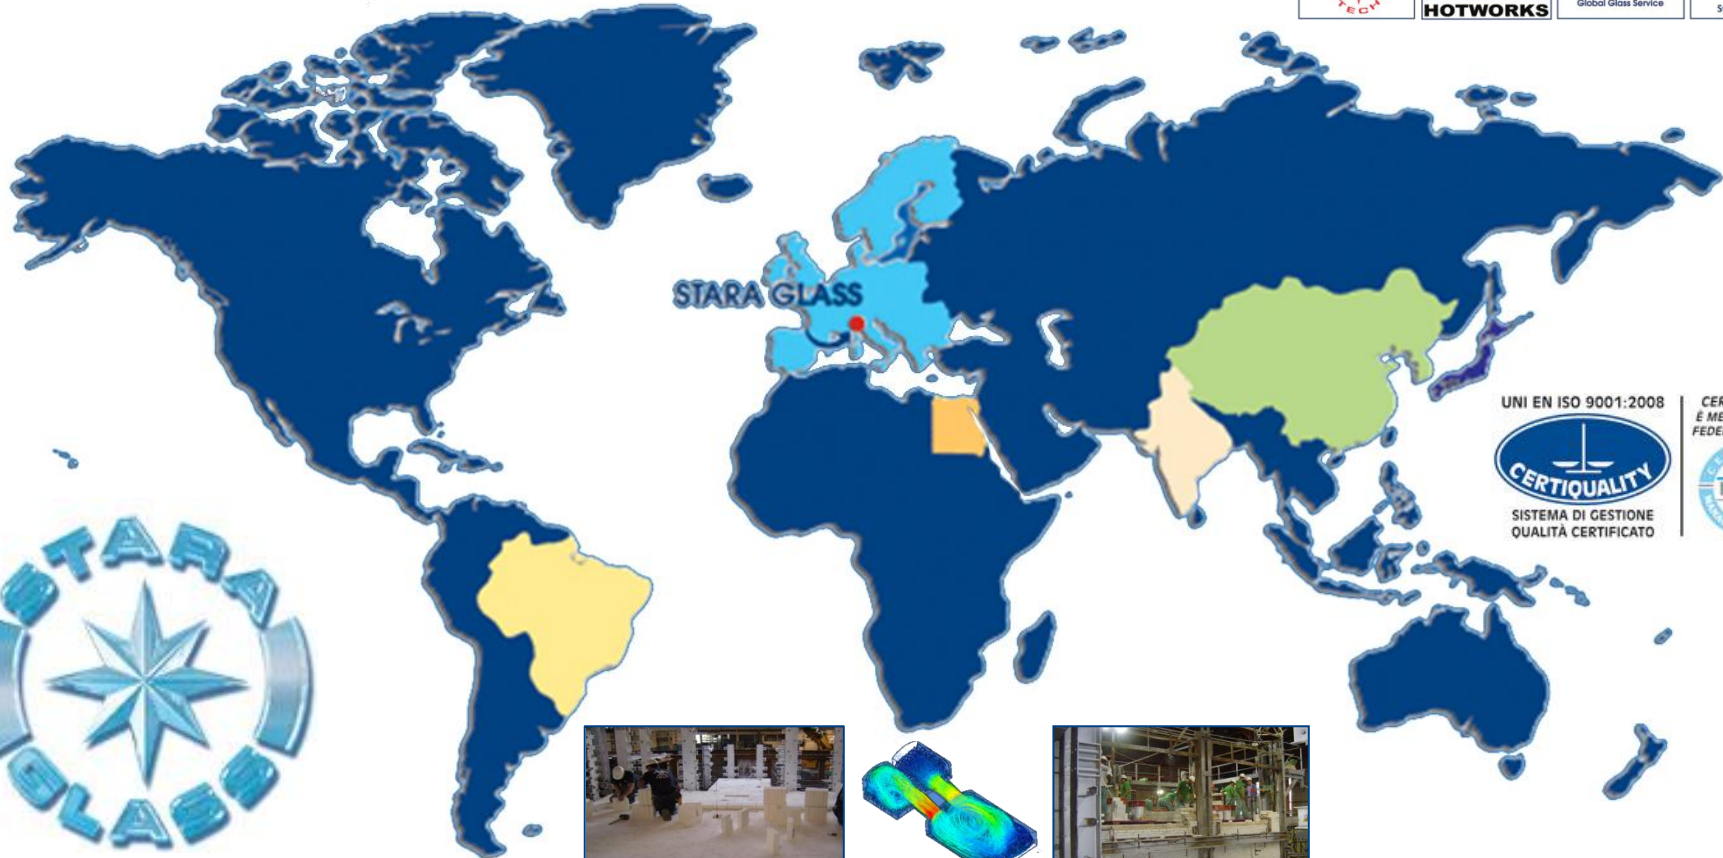 TECH
HOTWORKS
Global Glass Service
STARA GLASS
UNI EN ISO 9001:2008
CERTIQUALITY
SISTEMA DI GESTIONE
QUALITÀ CERTIFICATO
STARA
GLASS